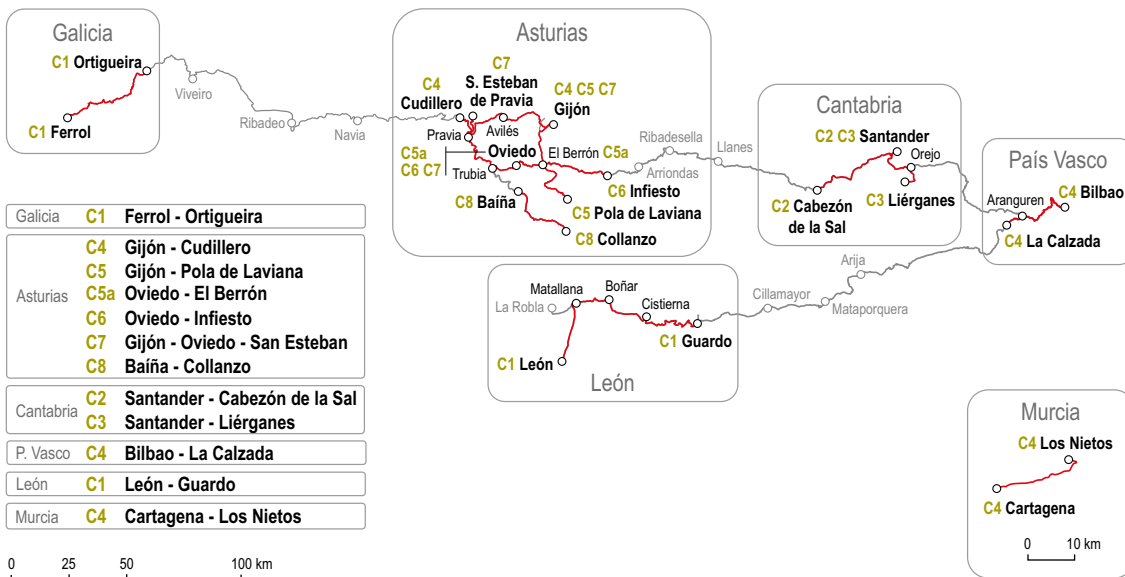 Galicia
C1 Ortigueira
C1 Ferrol
Viveiro
Ribadeo
Navia
Asturias
C7
C4
S. Esteban
de Pravia
Cudillero
C4 C5 C7
Gijón
Pravia
Avilés
Oviedo
El Berrón
C5a
C5a
C6 C7
Trubia
C8 Baíña
C6 Infiesto
C5 Pola de Laviana
C8 Collanzo
Ribadesella
Arriondas
Llanes
Cantabria
C2 C3 Santander
Orejo
C3 Liérganes
C2 Cabezón
de la Sal
País Vasco
C4 Bilbao
Aranguren
C4 La Calzada
Arija
Cillamayor
Mataporquera
Matallana
Boñar
La Robla
Cistierna
C1 Guardo
C1 León
León
Murcia
C4 Los Nietos
C4 Cartagena
0 10 km
Galicia C1 Ferrol - Ortigueira
Asturias
C4 Gijón - Cudillero
C5 Gijón - Pola de Laviana
C5a Oviedo - El Berrón
C6 Oviedo - Infiesto
C7 Gijón - Oviedo - San Esteban
C8 Baíña - Collanzo
Cantabria
C2 Santander - Cabezón de la Sal
C3 Santander - Liérganes
P. Vasco C4 Bilbao - La Calzada
León C1 León - Guardo
Murcia C4 Cartagena - Los Nietos
0 25 50 100 km